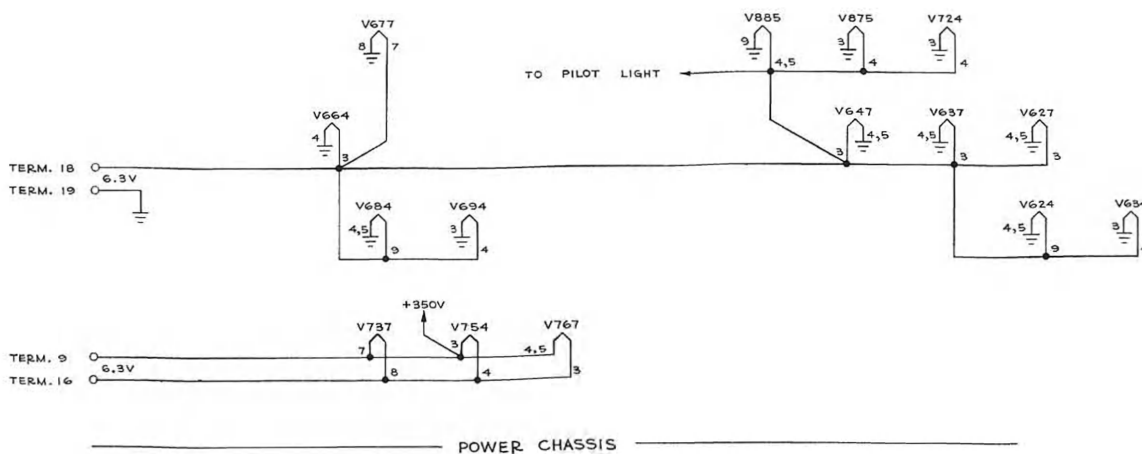 V677
8 7
V885 V875 V724
9 3 3
4,5 4 4
TO PILOT LIGHT
V664
4
3
V647 V637 V627
4,5 4,5 4,5
3 3 3
TERM. 18
6.3V
TERM. 19
V684 V694
4,5 3
9 4
V624
4,5 3
9
+350V
V737 V754 V767
3 4,5
TERM. 9 7
6.3V
TERM. 16 8 4 3
POWER CHASSIS